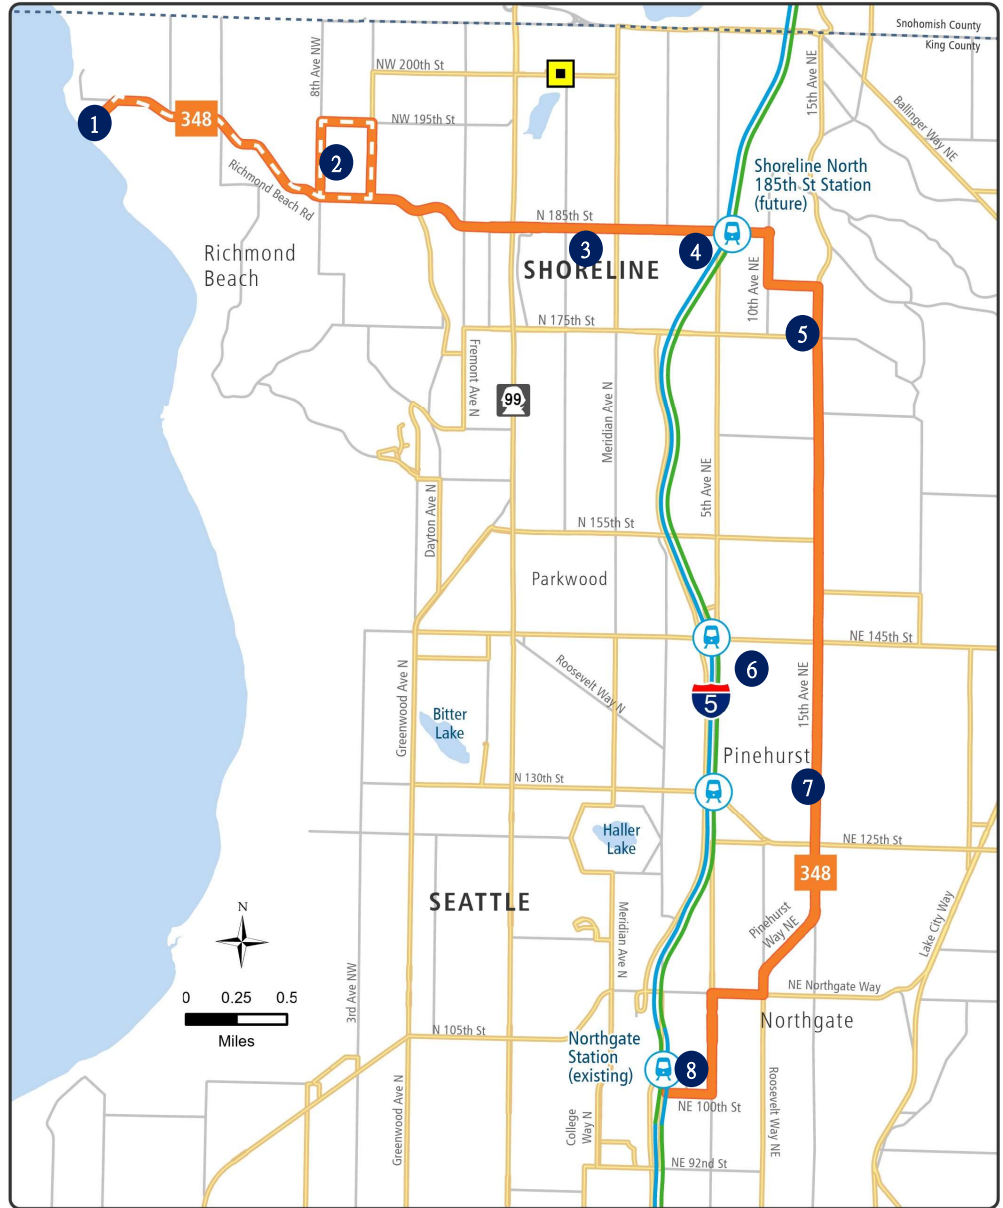 Snohomish County
King County
8th Ave NW
NW 200th St
15th Ave NE
Ballinger Way NE
1
348
NW 195th St
2
Richmond Beach Rd
Shoreline North
185th St Station
(future)
N 185th St
3
4
Richmond
Beach
SHORELINE
10th Ave NE
N 175th St
5
Fremont Ave N
99
Meridian Ave N
5th Ave NE
Dayton Ave N
N 155th St
Parkwood
NE 145th St
6
Roosevelt Way N
5
15th Ave NE
Greenwood Ave N
Bitter
Lake
Pinehurst
N 130th St
7
Haller
Lake
NE 125th St
348
SEATTLE
N
Meridian Ave N
Pinehurst
Way NE
Lake City Way
3rd Ave NW
0 0.25 0.5
Miles
NE Northgate Way
Northgate
N 105th St
Northgate
Station
(existing)
8
Greenwood Ave N
College
Way N
NE 100th St
Roosevelt Way NE
NE 92nd St